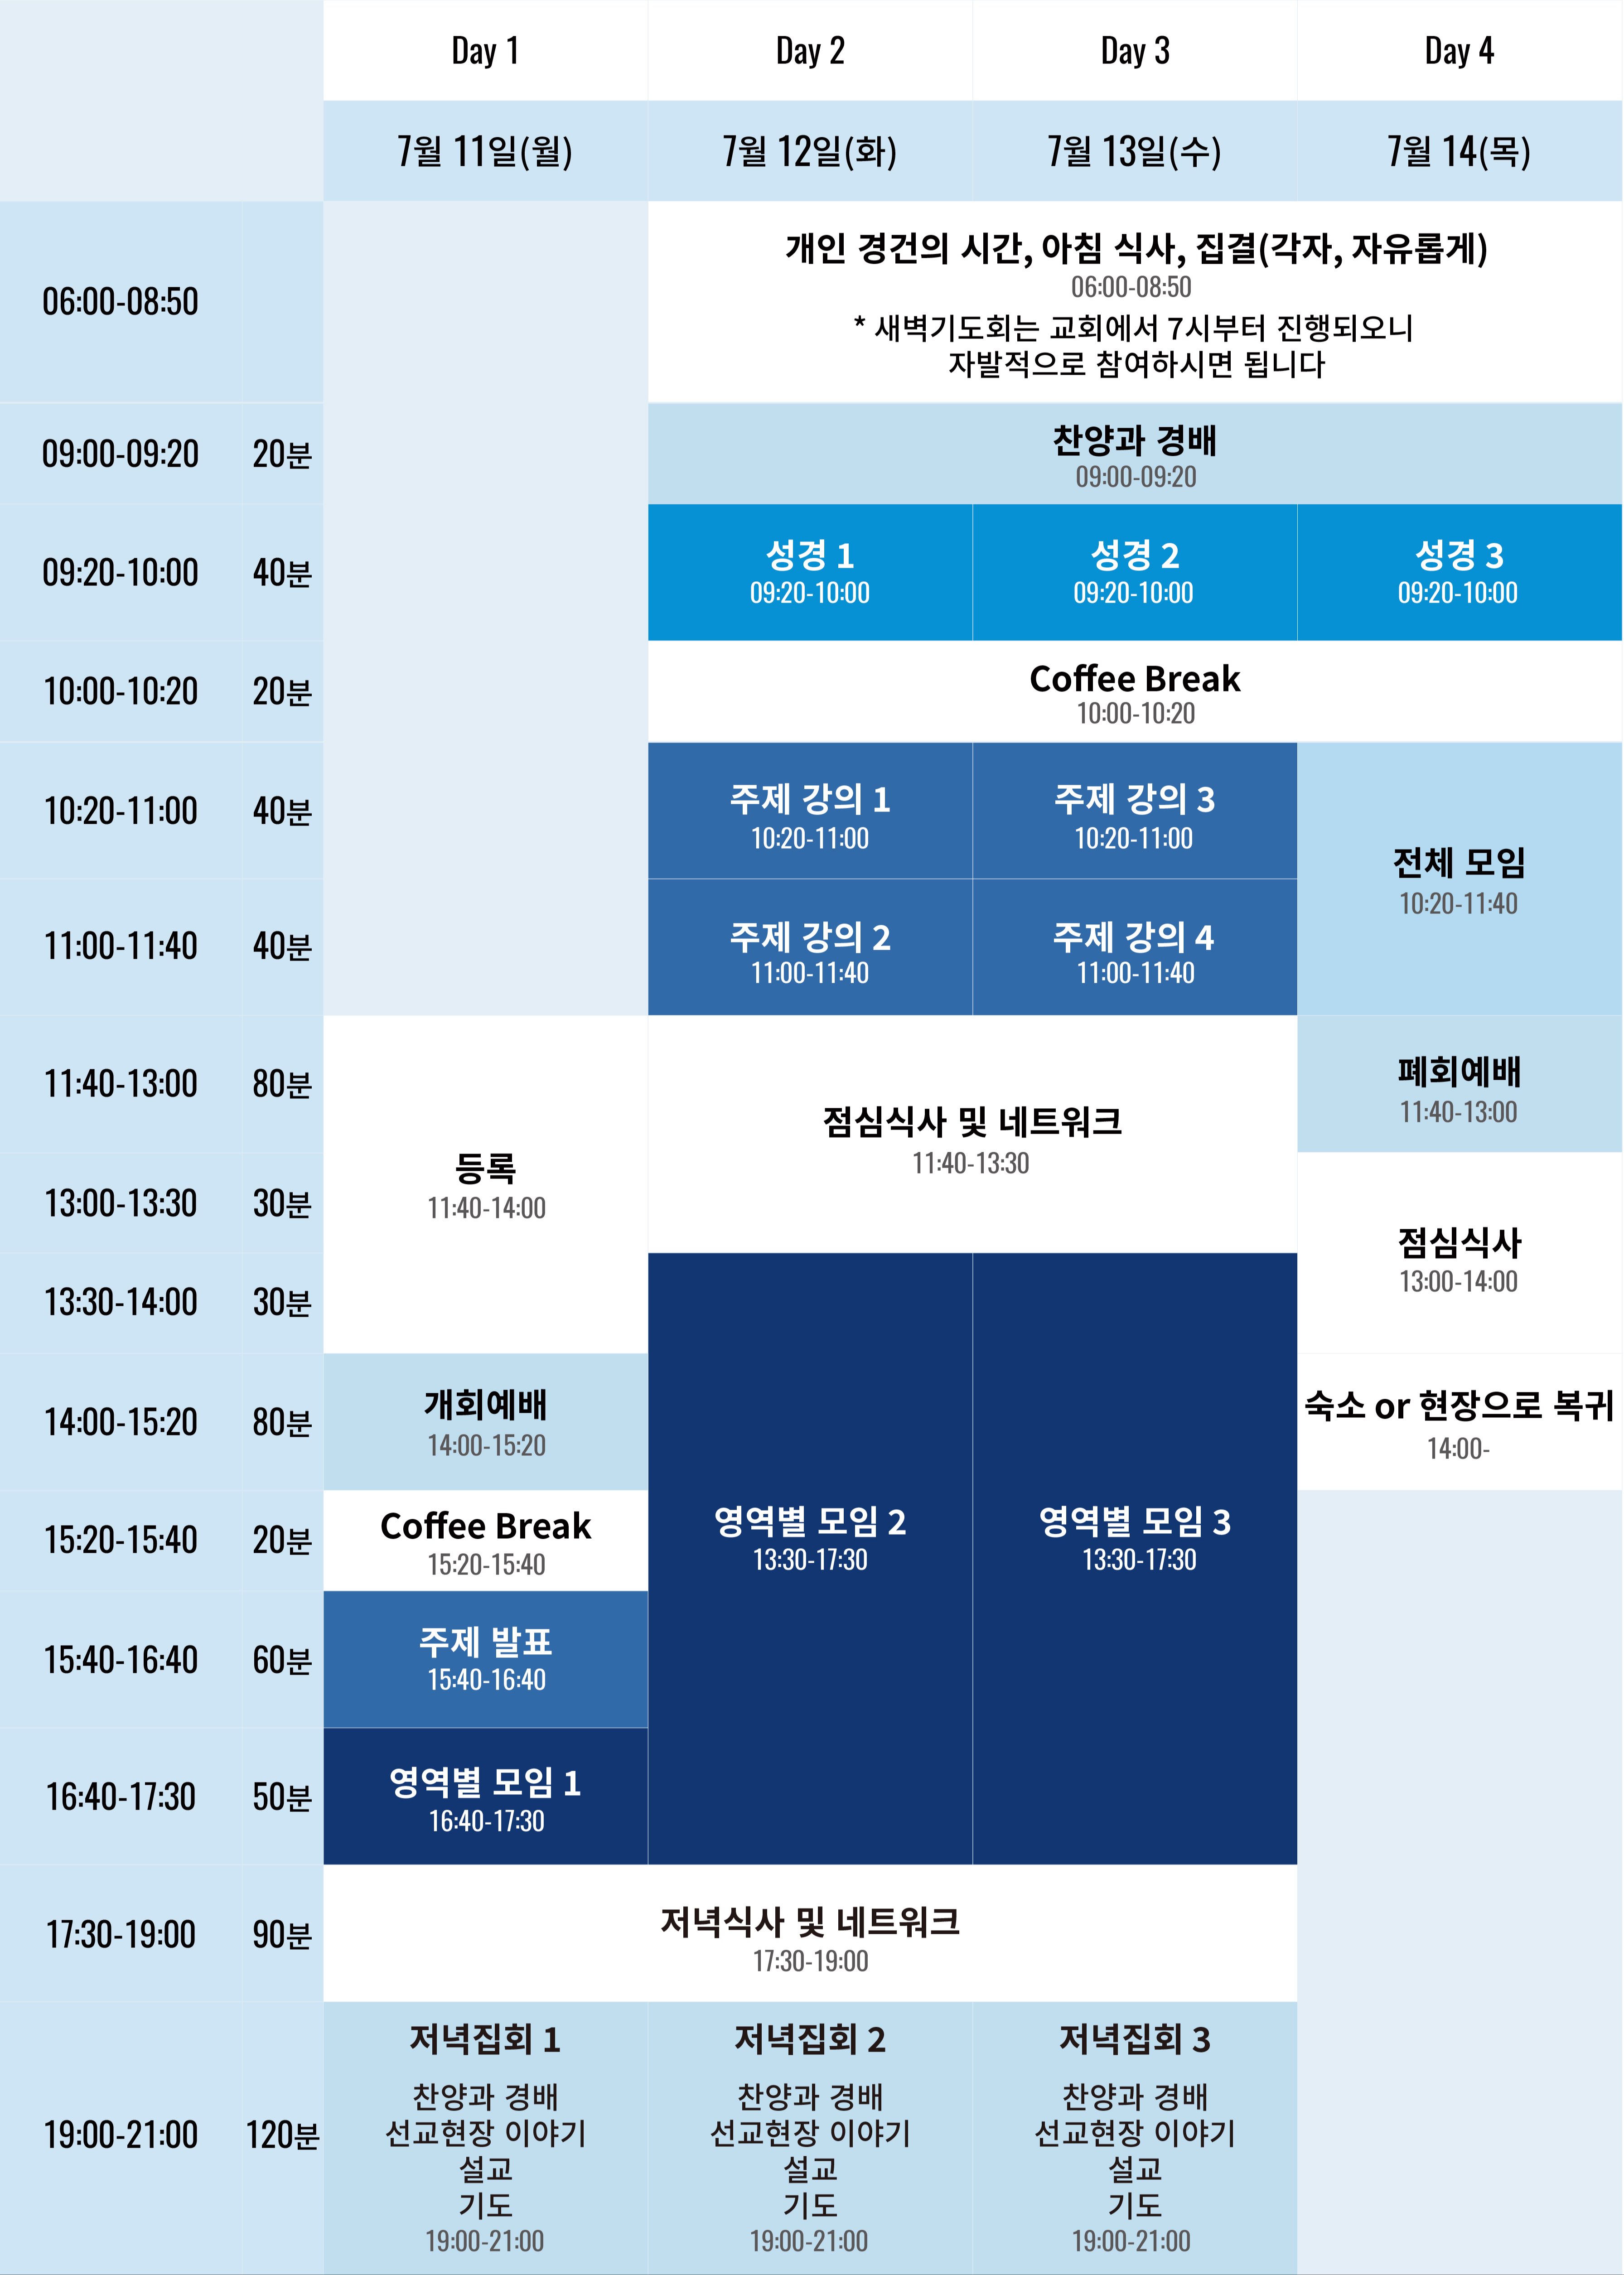 Day 1
Day 2
Day 3
Day 4
7월 11일(월)
7월 12일(화)
7월 13일(수)
7월 14(목)
06:00-08:50
개인 경건의 시간, 아침 식사, 집결(각자, 자유롭게)
06:00-08:50
* 새벽기도회는 교회에서 7시부터 진행되오니
자발적으로 참여하시면 됩니다
09:00-09:20
20분
찬양과 경배
09:00-09:20
09:20-10:00
40분
성경 1
09:20-10:00
성경 2
09:20-10:00
성경 3
09:20-10:00
10:00-10:20
20분
Coffee Break
10:00-10:20
10:20-11:00
40분
주제 강의 1
10:20-11:00
주제 강의 3
10:20-11:00
전체 모임
10:20-11:40
11:00-11:40
40분
주제 강의 2
11:00-11:40
주제 강의 4
11:00-11:40
11:40-13:00
80분
등록
11:40-14:00
점심식사 및 네트워크
11:40-13:30
폐회예배
11:40-13:00
13:00-13:30
30분
점심식사
13:00-14:00
13:30-14:00
30분
영역별 모임 2
13:30-17:30
영역별 모임 3
13:30-17:30
14:00-15:20
80분
개회예배
14:00-15:20
숙소 or 현장으로 복귀
14:00-
15:20-15:40
20분
Coffee Break
15:20-15:40
15:40-16:40
60분
주제 발표
15:40-16:40
16:40-17:30
50분
영역별 모임 1
16:40-17:30
17:30-19:00
90분
저녁식사 및 네트워크
17:30-19:00
19:00-21:00
120분
저녁집회 1
찬양과 경배
선교현장 이야기
설교
기도
19:00-21:00
저녁집회 2
찬양과 경배
선교현장 이야기
설교
기도
19:00-21:00
저녁집회 3
찬양과 경배
선교현장 이야기
설교
기도
19:00-21:00